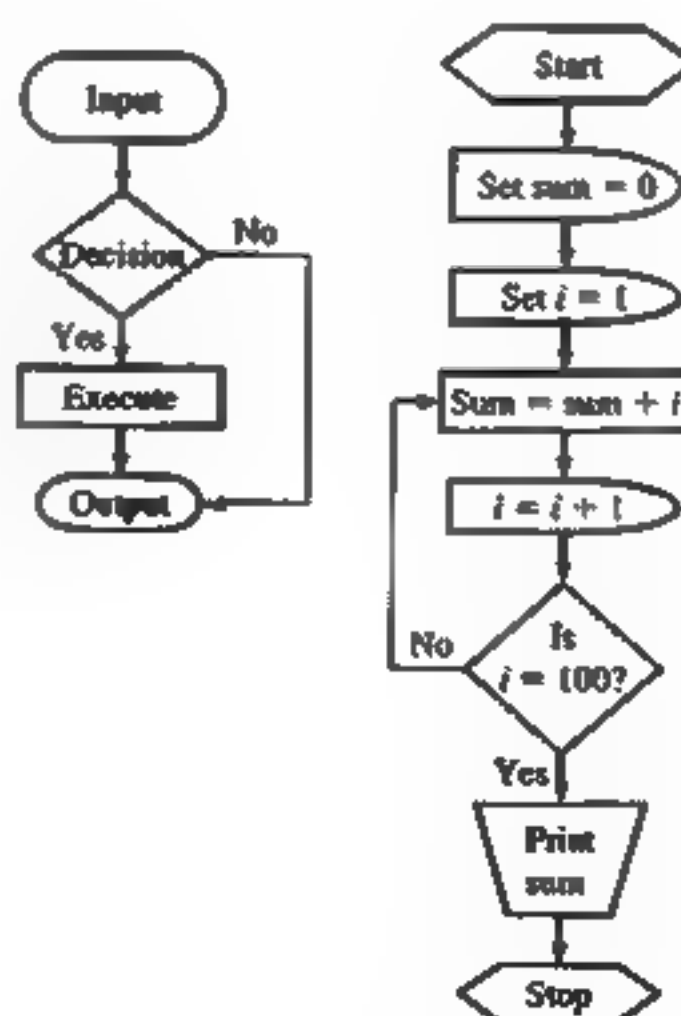 Input
Decision
No
Yes
Execute
Output
Start
Set sum = 0
Set i = 1
Sum = sum + i
i = i + 1
Is
i = 100?
No
Yes
Print
sum
Stop